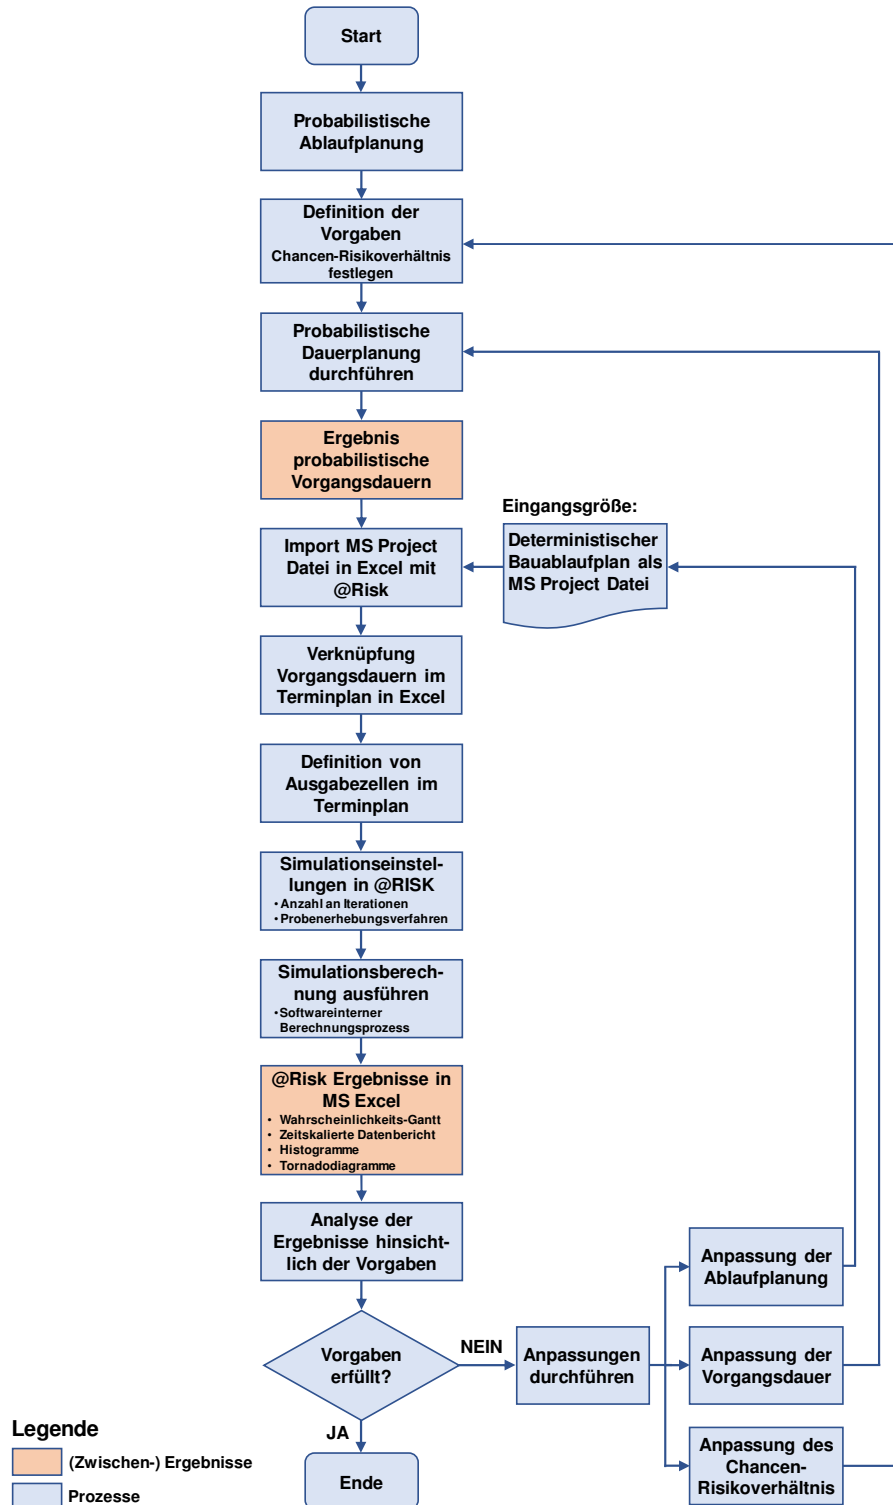 Start
Probabilistische
Ablaufplanung
Definition der
Vorgaben
Chancen-Risikoverhältnis
festlegen
Probabilistische
Dauerplanung
durchführen
Ergebnis
probabilistische
Vorgangsdauern
Eingangsgröße:
Import MS Project
Datei in Excel mit
@Risk
Deterministischer
Bauablaufplan als
MS Project Datei
Verknüpfung
Vorgangsdauern im
Terminplan in Excel
Definition von
Ausgabezellen im
Terminplan
Simulationseinstel-
lungen in @RISK
• Anzahl an Iterationen
• Probenerhebungsverfahren
Simulationsberech-
nung ausführen
• Softwareinterner
Berechnungsprozess
@Risk Ergebnisse in
MS Excel
• Wahrscheinlichkeits-Gantt
• Zeitskalierte Datenbericht
• Histogramme
• Tornadodiagramme
Analyse der
Ergebnisse hinsicht-
lich der Vorgaben
Vorgaben
erfüllt?
NEIN
Anpassungen
durchführen
Anpassung der
Ablaufplanung
Anpassung der
Vorgangsdauer
Anpassung des
Chancen-
Risikoverhältnis
JA
Ende
Legende
(Zwischen-) Ergebnisse
Prozesse